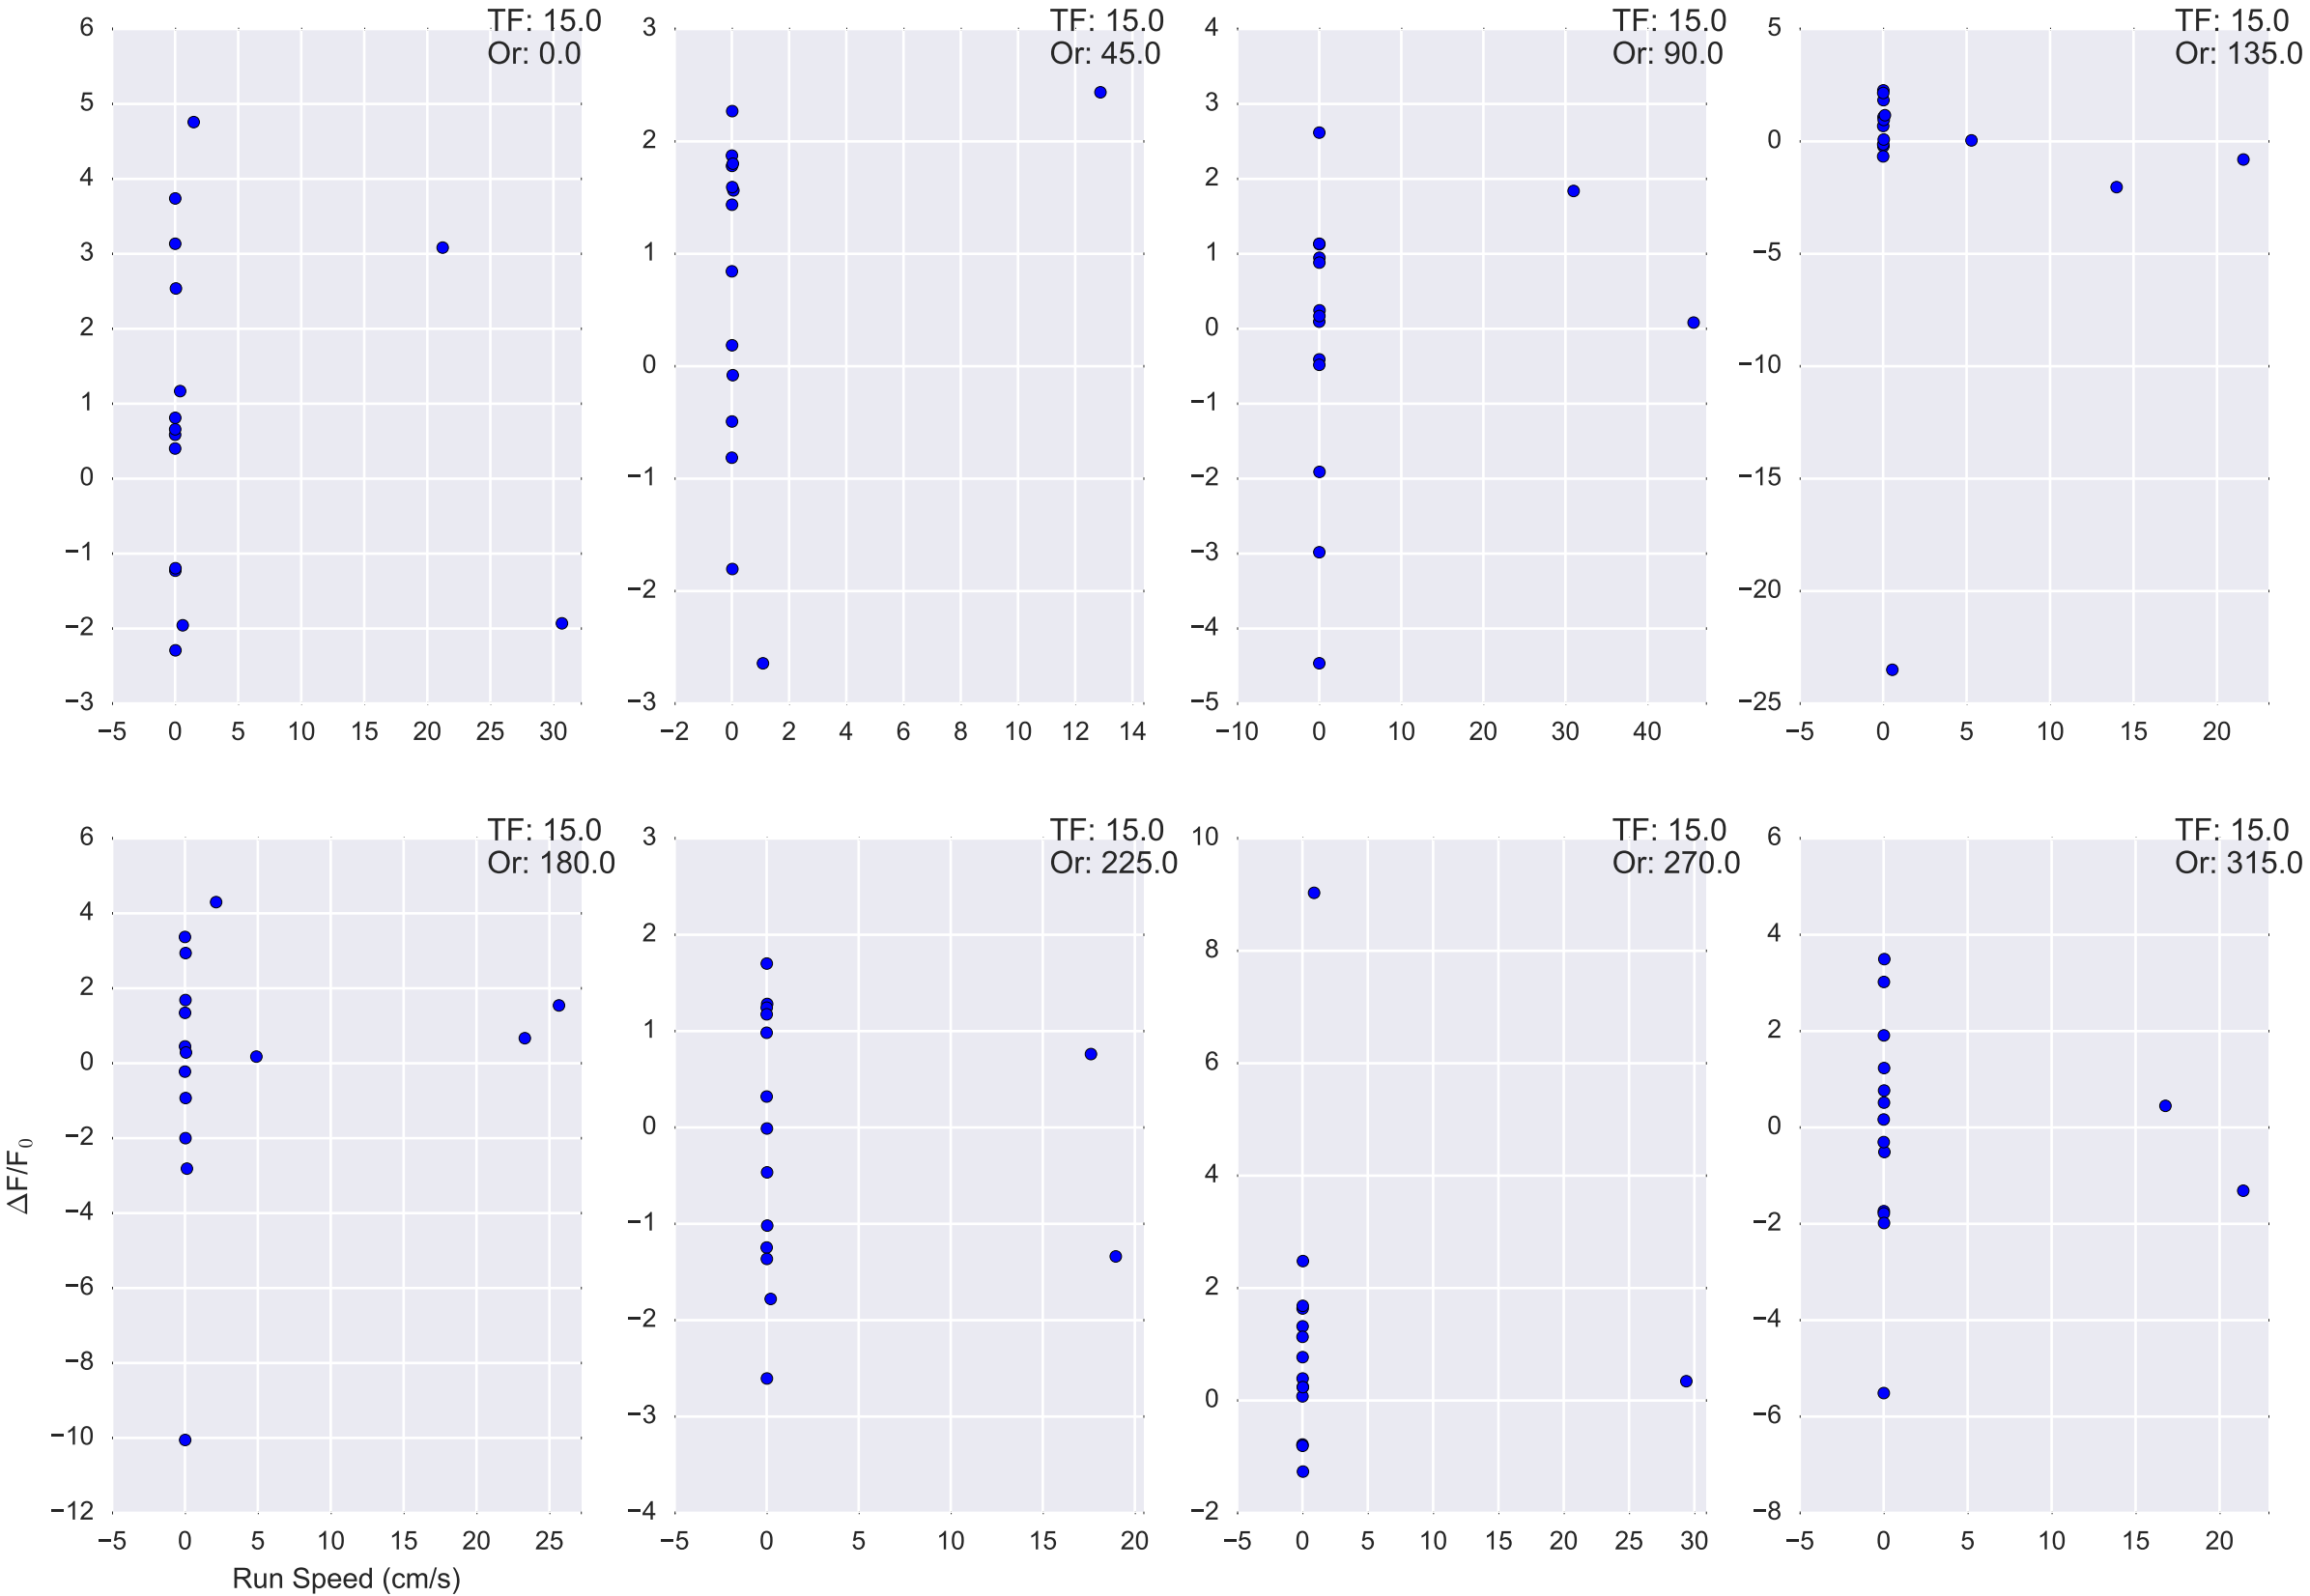 TF: 15.0
Or: 0.0
6
5
4
3
2
1
0
−1
−2
−3
−5 0 5 10 15 20 25 30
TF: 15.0
Or: 45.0
3
2
1
0
−1
−2
−3
−2 0 2 4 6 8 10 12 14
TF: 15.0
Or: 90.0
4
3
2
1
0
−1
−2
−3
−4
−5
−10 0 10 20 30 40
TF: 15.0
Or: 135.0
5
0
−5
−10
−15
−20
−25
−5 0 5 10 15 20
TF: 15.0
Or: 180.0
6
4
2
0
−2
−4
−6
−8
−10
−12
−5 0 5 10 15 20 25
Run Speed (cm/s)
ΔF/F₀
TF: 15.0
Or: 225.0
3
2
1
0
−1
−2
−3
−4
−5 0 5 10 15 20
TF: 15.0
Or: 270.0
10
8
6
4
2
0
−2
−5 0 5 10 15 20 25 30
TF: 15.0
Or: 315.0
6
4
2
0
−2
−4
−6
−8
−5 0 5 10 15 20